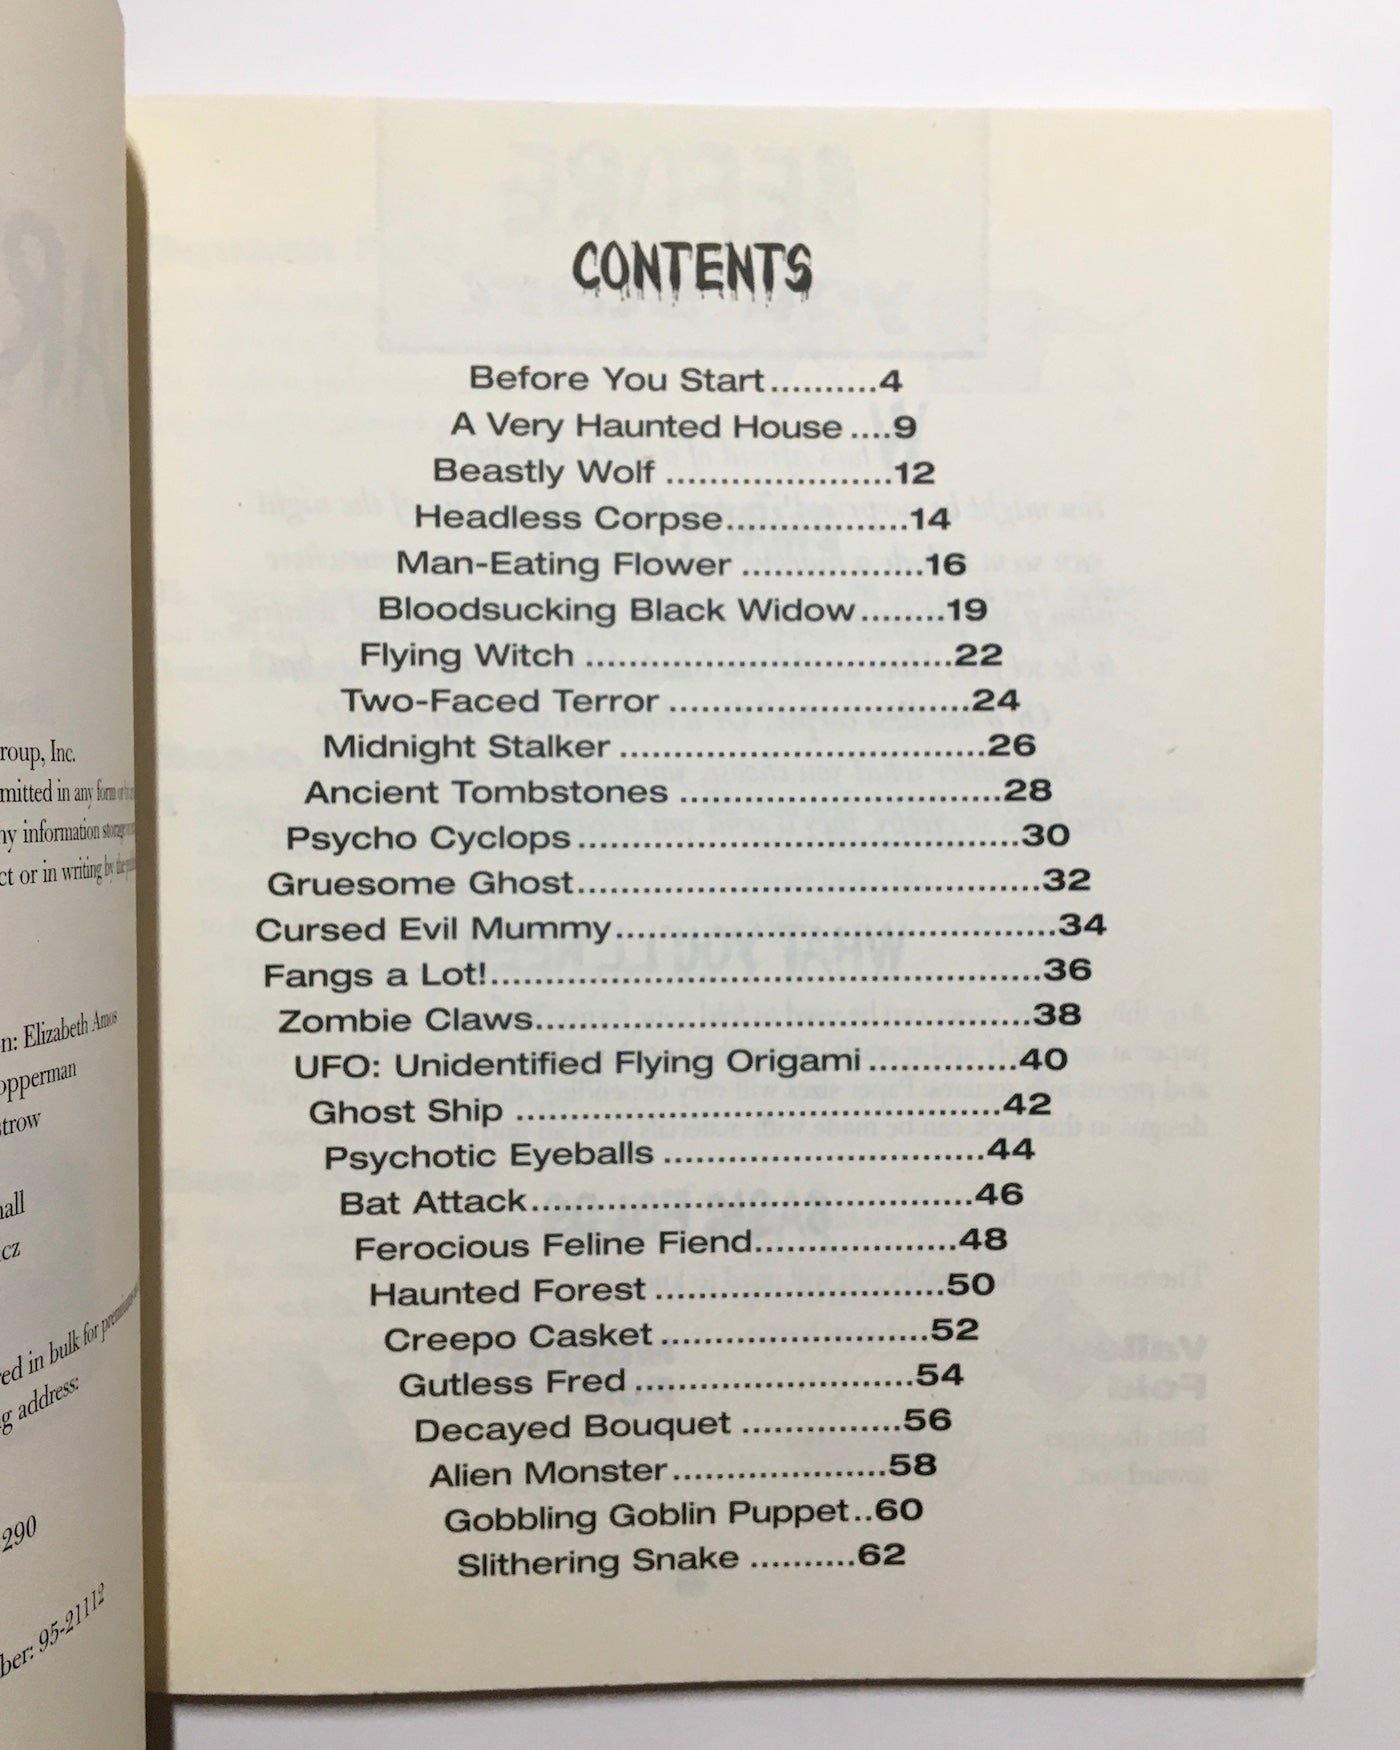 roup, Inc.
mitted in any form or
ny information storage
ct or in writing by the
n: Elizabeth Amos
opperman
strow
nall
cz
ed in bulk for premiums
g address:
290
ber: 95-21112
CONTENTS
Before You Start..........4
A Very Haunted House ....9
Beastly Wolf .....................12
Headless Corpse.................14
Man-Eating Flower .................16
Bloodsucking Black Widow........19
Flying Witch ..................................22
Two-Faced Terror ............................24
Midnight Stalker ..................................26
Ancient Tombstones ..............................28
Psycho Cyclops.........................................30
Gruesome Ghost...........................................32
Cursed Evil Mummy.........................................34
Fangs a Lot!...................................................36
Zombie Claws..............................................38
UFO: Unidentified Flying Origami ..............40
Ghost Ship .............................................42
Psychotic Eyeballs ..............................44
Bat Attack.........................................46
Ferocious Feline Fiend...................48
Haunted Forest ...........................50
Creepo Casket .........................52
Gutless Fred ..........................54
Decayed Bouquet ...............56
Alien Monster....................58
Gobbling Goblin Puppet..60
Slithering Snake ..........62